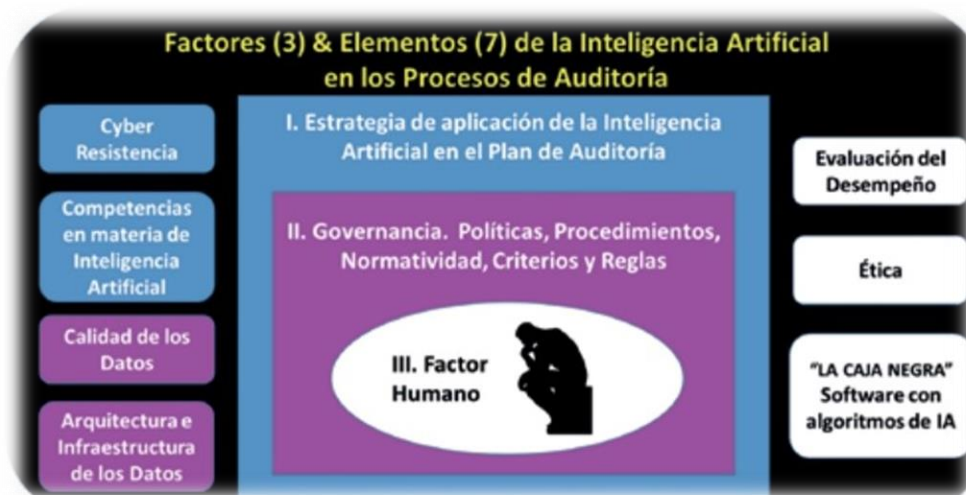 Factores (3) & Elementos (7) de la Inteligencia Artificial
en los Procesos de Auditoría
Cyber
Resistencia
Competencias
en materia de
Inteligencia
Artificial
Calidad de los
Datos
Arquitectura e
Infraestructura
de los Datos
I. Estrategia de aplicación de la Inteligencia
Artificial en el Plan de Auditoría
II. Governancia. Políticas, Procedimientos,
Normatividad, Criterios y Reglas
III. Factor
Humano
Evaluación del
Desempeño
Ética
"LA CAJA NEGRA"
Software con
algoritmos de IA